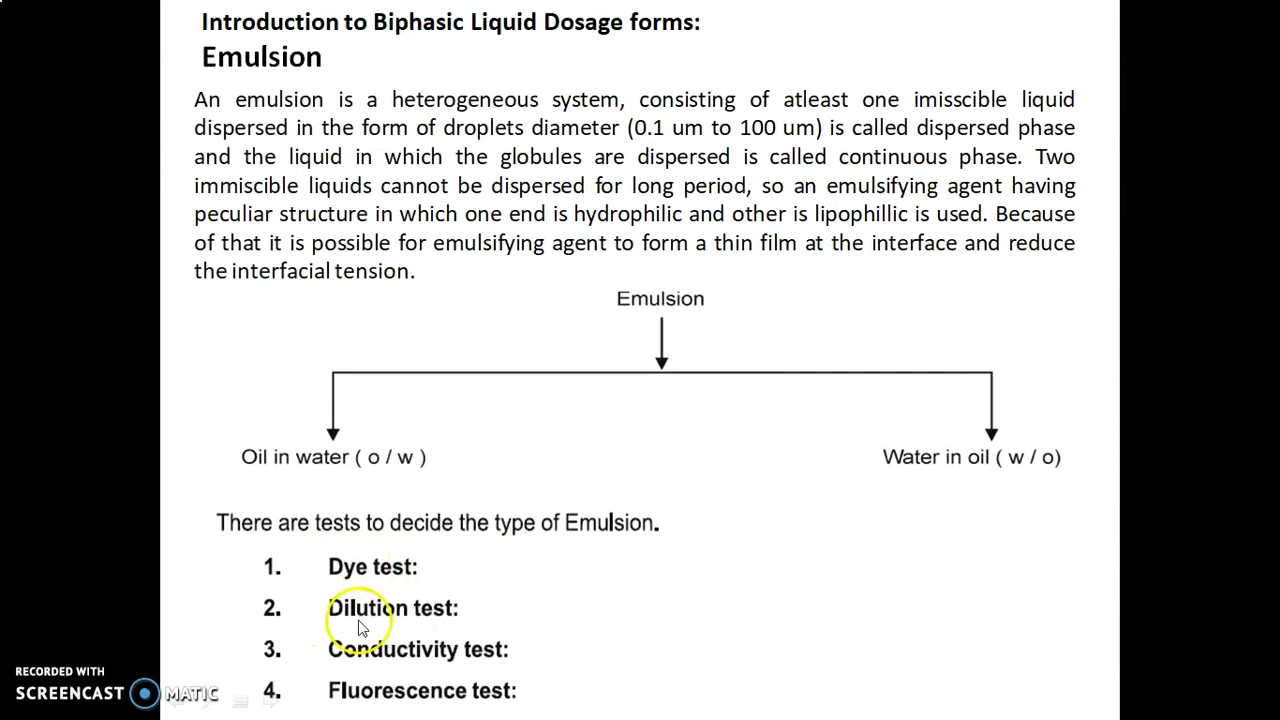 Introduction to Biphasic Liquid Dosage forms:
Emulsion
An emulsion is a heterogeneous system, consisting of atleast one imisscible liquid
dispersed in the form of droplets diameter (0.1 um to 100 um) is called dispersed phase
and the liquid in which the globules are dispersed is called continuous phase. Two
immiscible liquids cannot be dispersed for long period, so an emulsifying agent having
peculiar structure in which one end is hydrophilic and other is lipophillic is used. Because
of that it is possible for emulsifying agent to form a thin film at the interface and reduce
the interfacial tension.
Emulsion
Oil in water ( o / w )
Water in oil ( w / o)
There are tests to decide the type of Emulsion.
1. Dye test:
2. Dilution test:
3. Conductivity test:
4. Fluorescence test:
RECORDED WITH
SCREENCAST MATIC